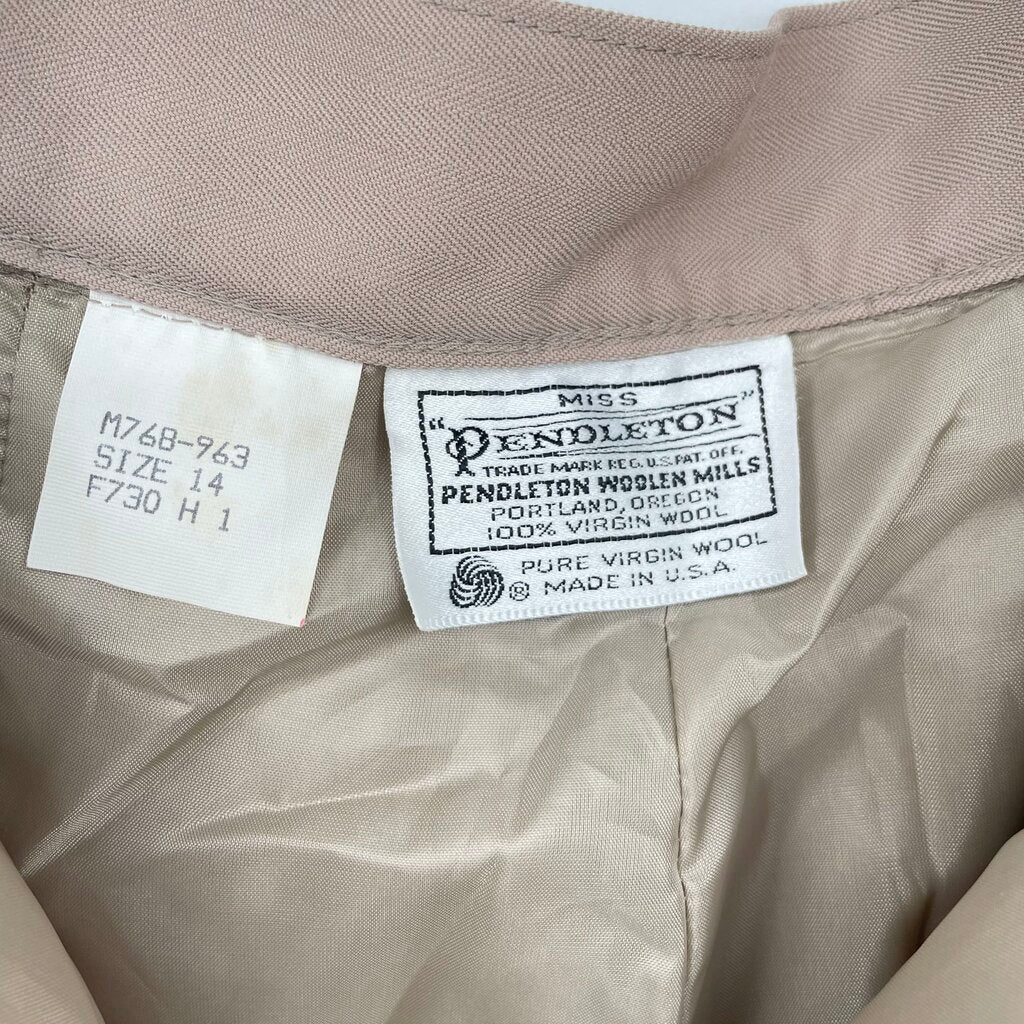 M768-963
SIZE 14
F730 H 1
MISS
"PENDLETON"
TRADE MARK REG. U.S. PAT. OFF.
PENDLETON WOOLEN MILLS
PORTLAND, OREGON
100% VIRGIN WOOL
PURE VIRGIN WOOL
® MADE IN U.S.A.